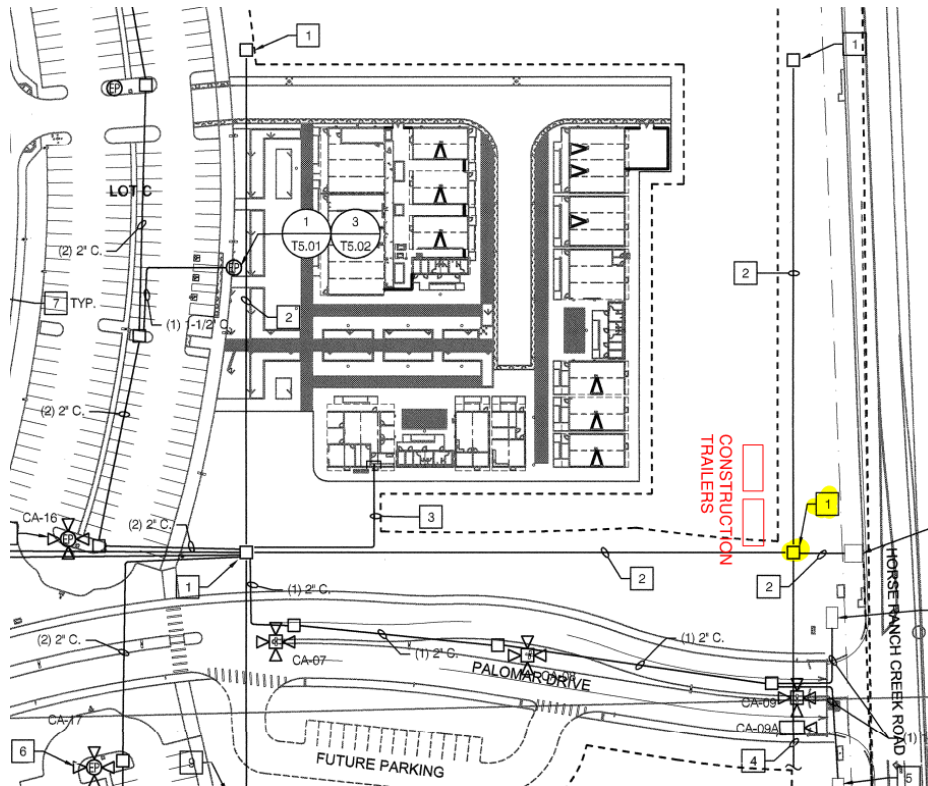 1
1
LOT C
(2) 2" C.
1
T5.01
3
T5.02
2
7
TYP.
2
(1) 1-1/2" C.
(2) 2" C.
CONSTRUCTION
TRAILERS
1
CA-16
(2) 2" C.
3
1
2
2
(1) 2" C.
HORSE RANCH CREEK ROAD
(2) 2" C.
CA-07
(1) 2" C.
(1) 2" C.
PALOMAR DRIVE
CA-09
CA-09A
(1)
CA-17
6
4
FUTURE PARKING
5